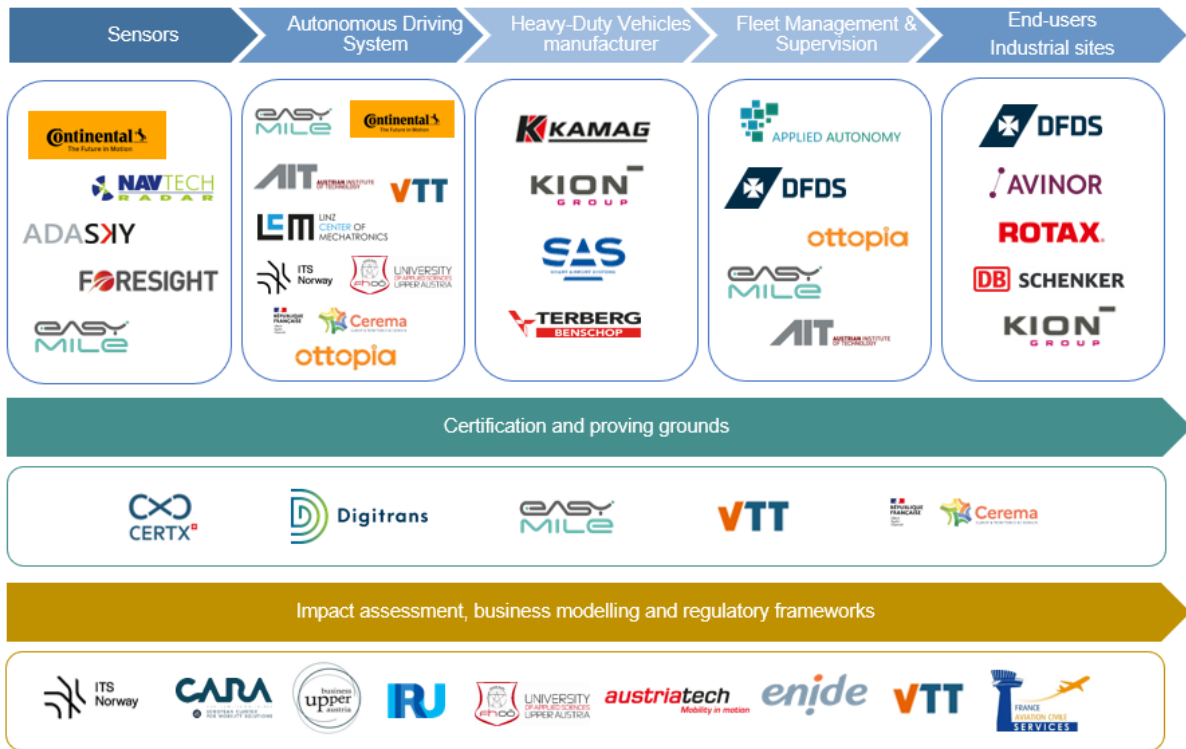 Sensors
Autonomous Driving
System
Heavy-Duty Vehicles
manufacturer
Fleet Management &
Supervision
End-users
Industrial sites
Continental
The Future in Motion
NAVTECH
RADAR
ADASKY
FORESIGHT
EASY
MILE
EASY
MILE
Continental
The Future in Motion
AIT AUSTRIAN INSTITUTE
OF TECHNOLOGY
VTT
LCM LINZ
CENTER OF
MECHATRONICS
ITS
Norway
fhoö UNIVERSITY
OF APPLIED SCIENCES
UPPER AUSTRIA
RÉPUBLIQUE
FRANÇAISE
Cerema
ottopia
KAMAG
KION
GROUP
SAS
SMART AIRPORT SYSTEMS
TERBERG
BENSCHOP
APPLIED AUTONOMY
DFDS
ottopia
EASY
MILE
AIT AUSTRIAN INSTITUTE
OF TECHNOLOGY
DFDS
AVINOR
ROTAX
DB SCHENKER
KION
GROUP
Certification and proving grounds
CERTX
Digitrans
EASY
MILE
VTT
RÉPUBLIQUE
FRANÇAISE
Cerema
Impact assessment, business modelling and regulatory frameworks
ITS
Norway
CARA
EUROPEAN CLUSTER
FOR MOBILITY SOLUTIONS
business
upper
austria
IRU
fhoö UNIVERSITY
OF APPLIED SCIENCES
UPPER AUSTRIA
austriatech
Mobility in motion
enide
VTT
FRANCE
AVIATION CIVILE
SERVICES